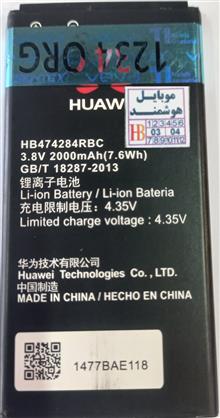 1234 ORG
HUAWEI
موبایل
هوشمند
HB
03 04
HB474284RBC
3.8V 2000mAh(7.6Wh)
GB/T 18287-2013
锂离子电池
Li-ion Battery / Li-ion Bateria
充电限制电压: 4.35V
Limited charge voltage: 4.35V
华为技术有限公司
Huawei Technologies Co., Ltd.
中国制造
MADE IN CHINA / HECHO EN CHINA
1477BAE118